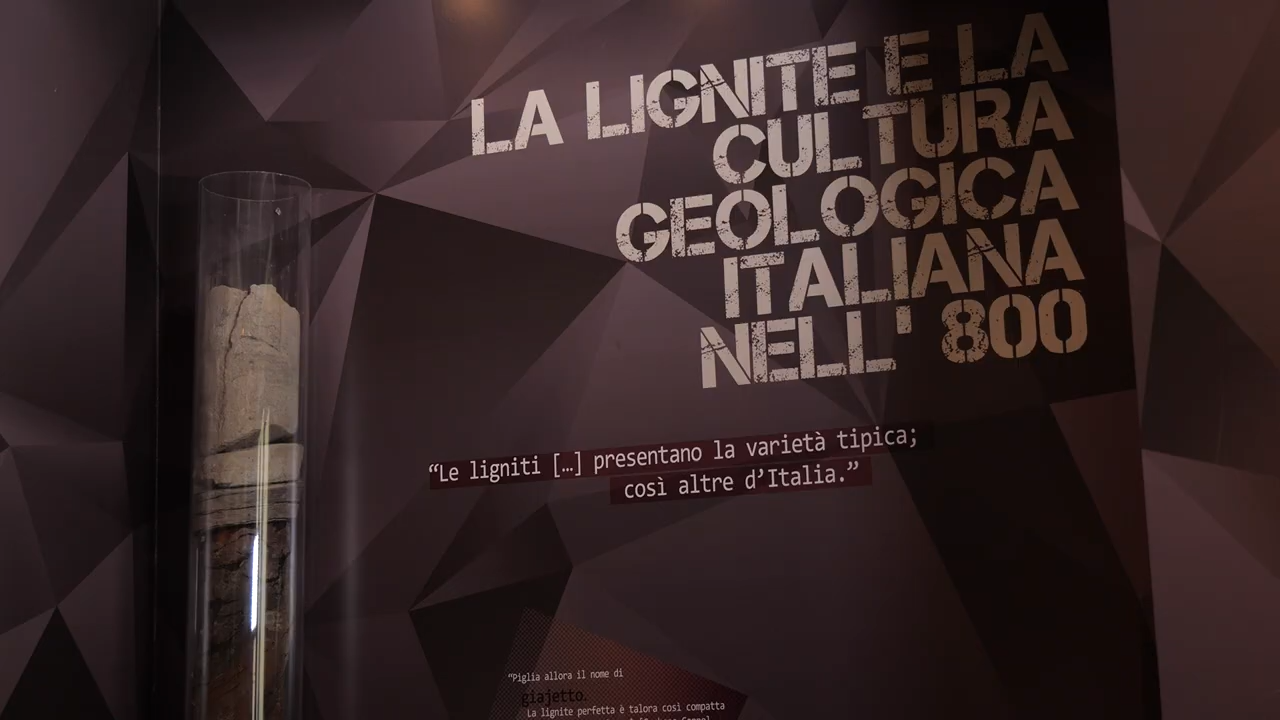 LA LIGNITE E LA
CULTURA
GEOLOGICA
ITALIANA
NELL' 800
“Le ligniti […] presentano la varietà tipica;
così altre d’Italia.”
“Piglia allora il nome di
giajetto.
La lignite perfetta è talora così compatta